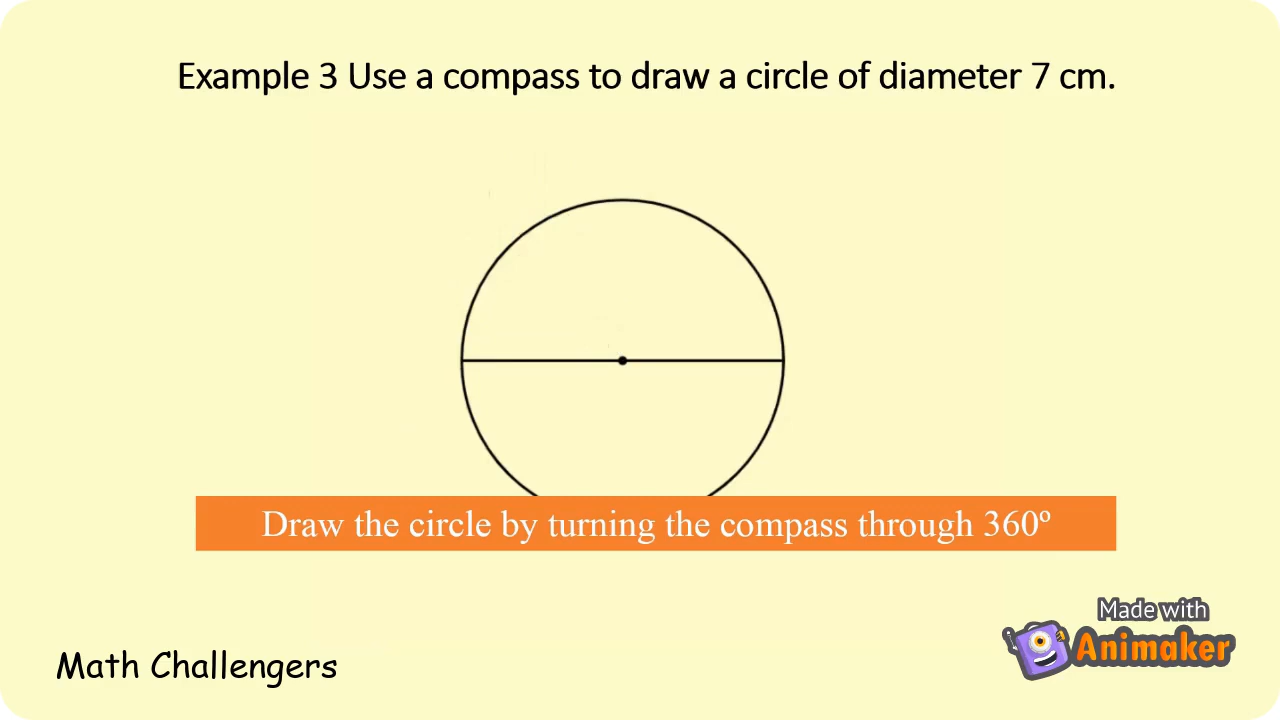 Example 3 Use a compass to draw a circle of diameter 7 cm.
Draw the circle by turning the compass through 360º
Made with
Animaker
Math Challengers